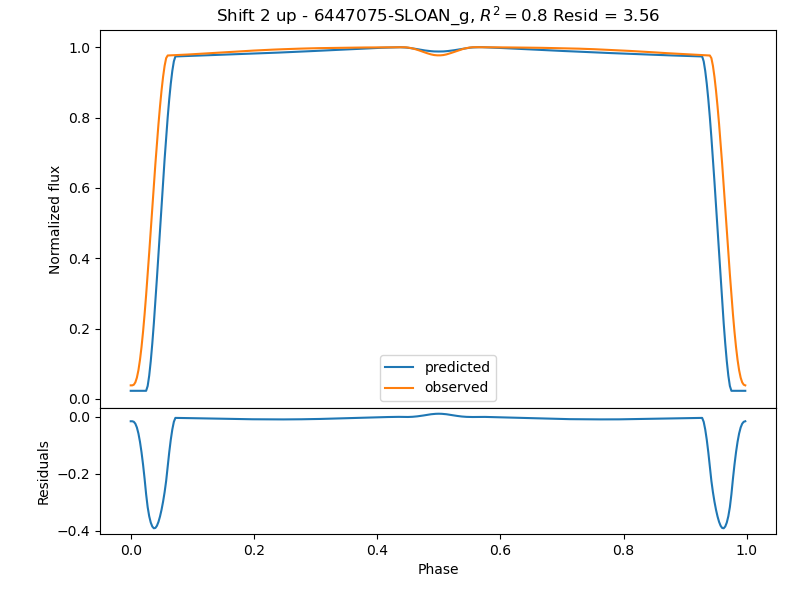 Shift 2 up - 6447075-SLOAN_g, R² = 0.8 Resid = 3.56
1.0
0.8
0.6
0.4
0.2
0.0
Normalized flux
predicted
observed
0.0
−0.2
−0.4
Residuals
0.0 0.2 0.4 0.6 0.8 1.0
Phase